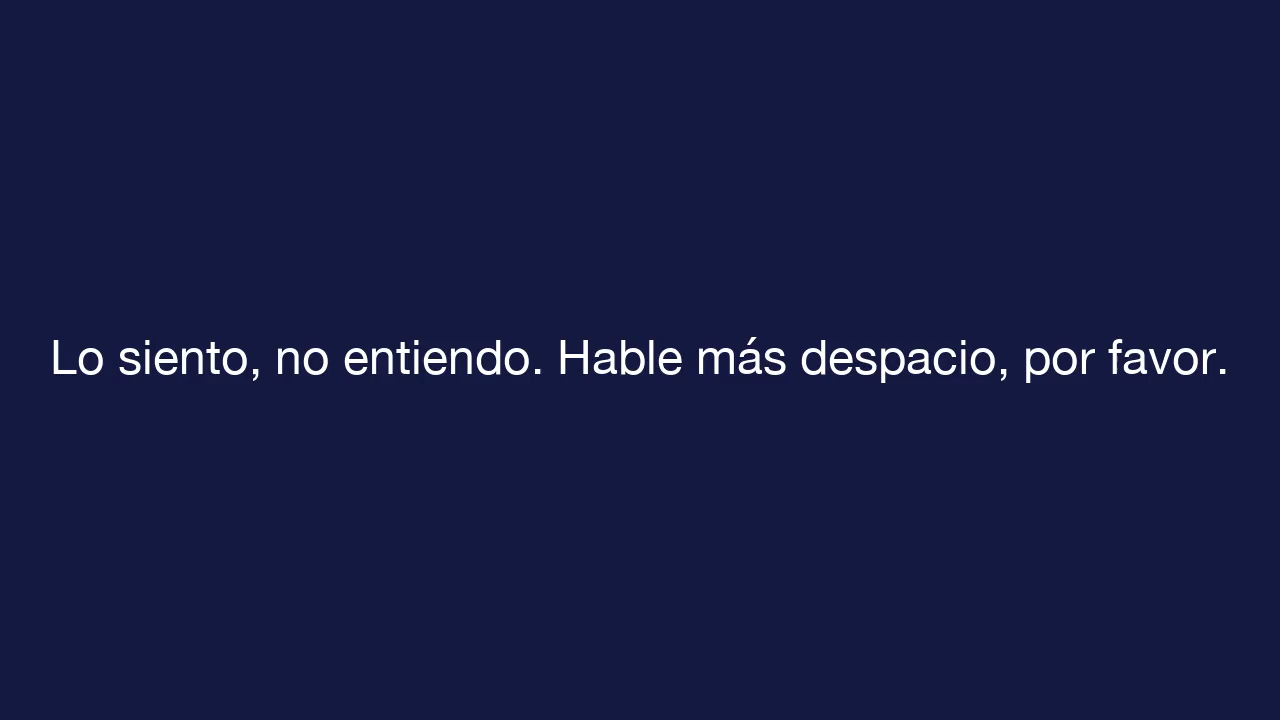 Lo siento, no entiendo. Hable más despacio, por favor.